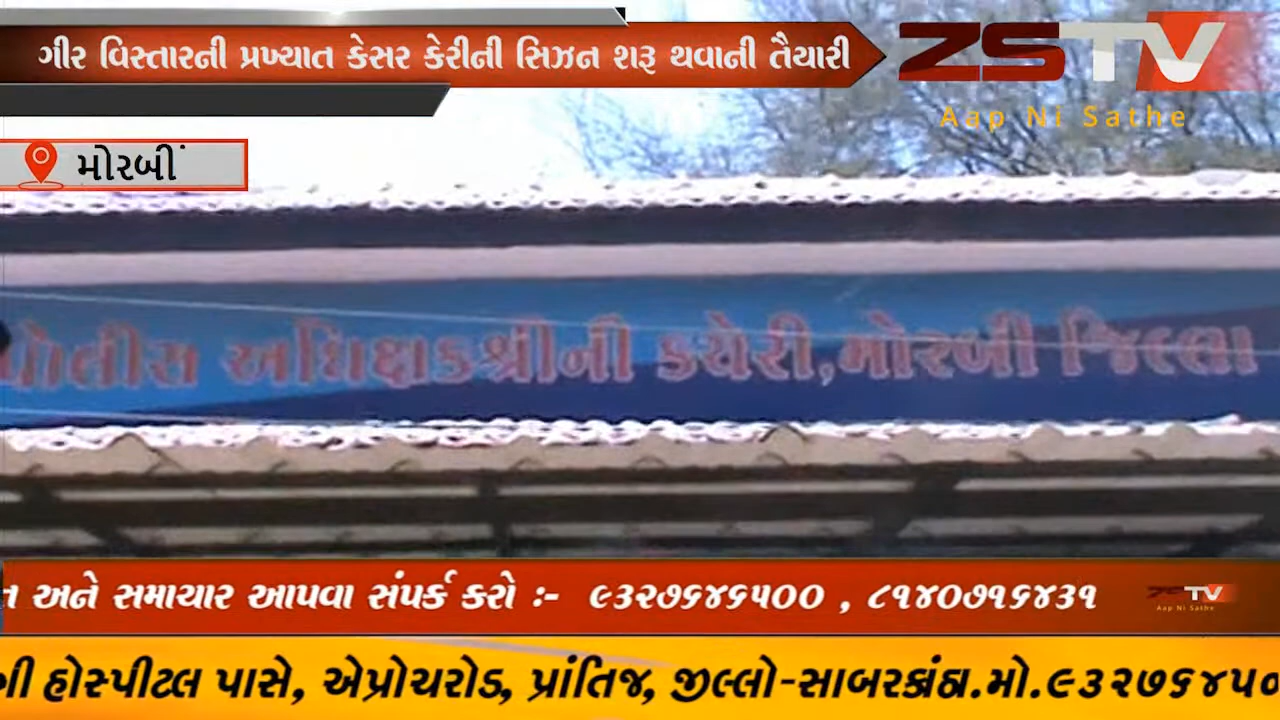 ગીર વિસ્તારની પ્રખ્યાત કેસર કેરીની સિઝન શરૂ થવાની તૈયારી
ZSTV
Aap Ni Sathe
મોરબીં
પોલીસ અધિક્ષકશ્રીની કચેરી,મોરબી જિલ્લા
અને સમાચાર આપવા સંપર્ક કરો :- ૯૩૨૭૬૪૬૫૦૦ , ૮૧૪૦૭૧૬૪૩૧
TV
Aap Ni Sathe
હોસ્પીટલ પાસે, એપ્રોચરોડ, પ્રાંતિજ, જીલ્લો-સાબરકાંઠા.મો.૯૩૨૭૬૪૫૦